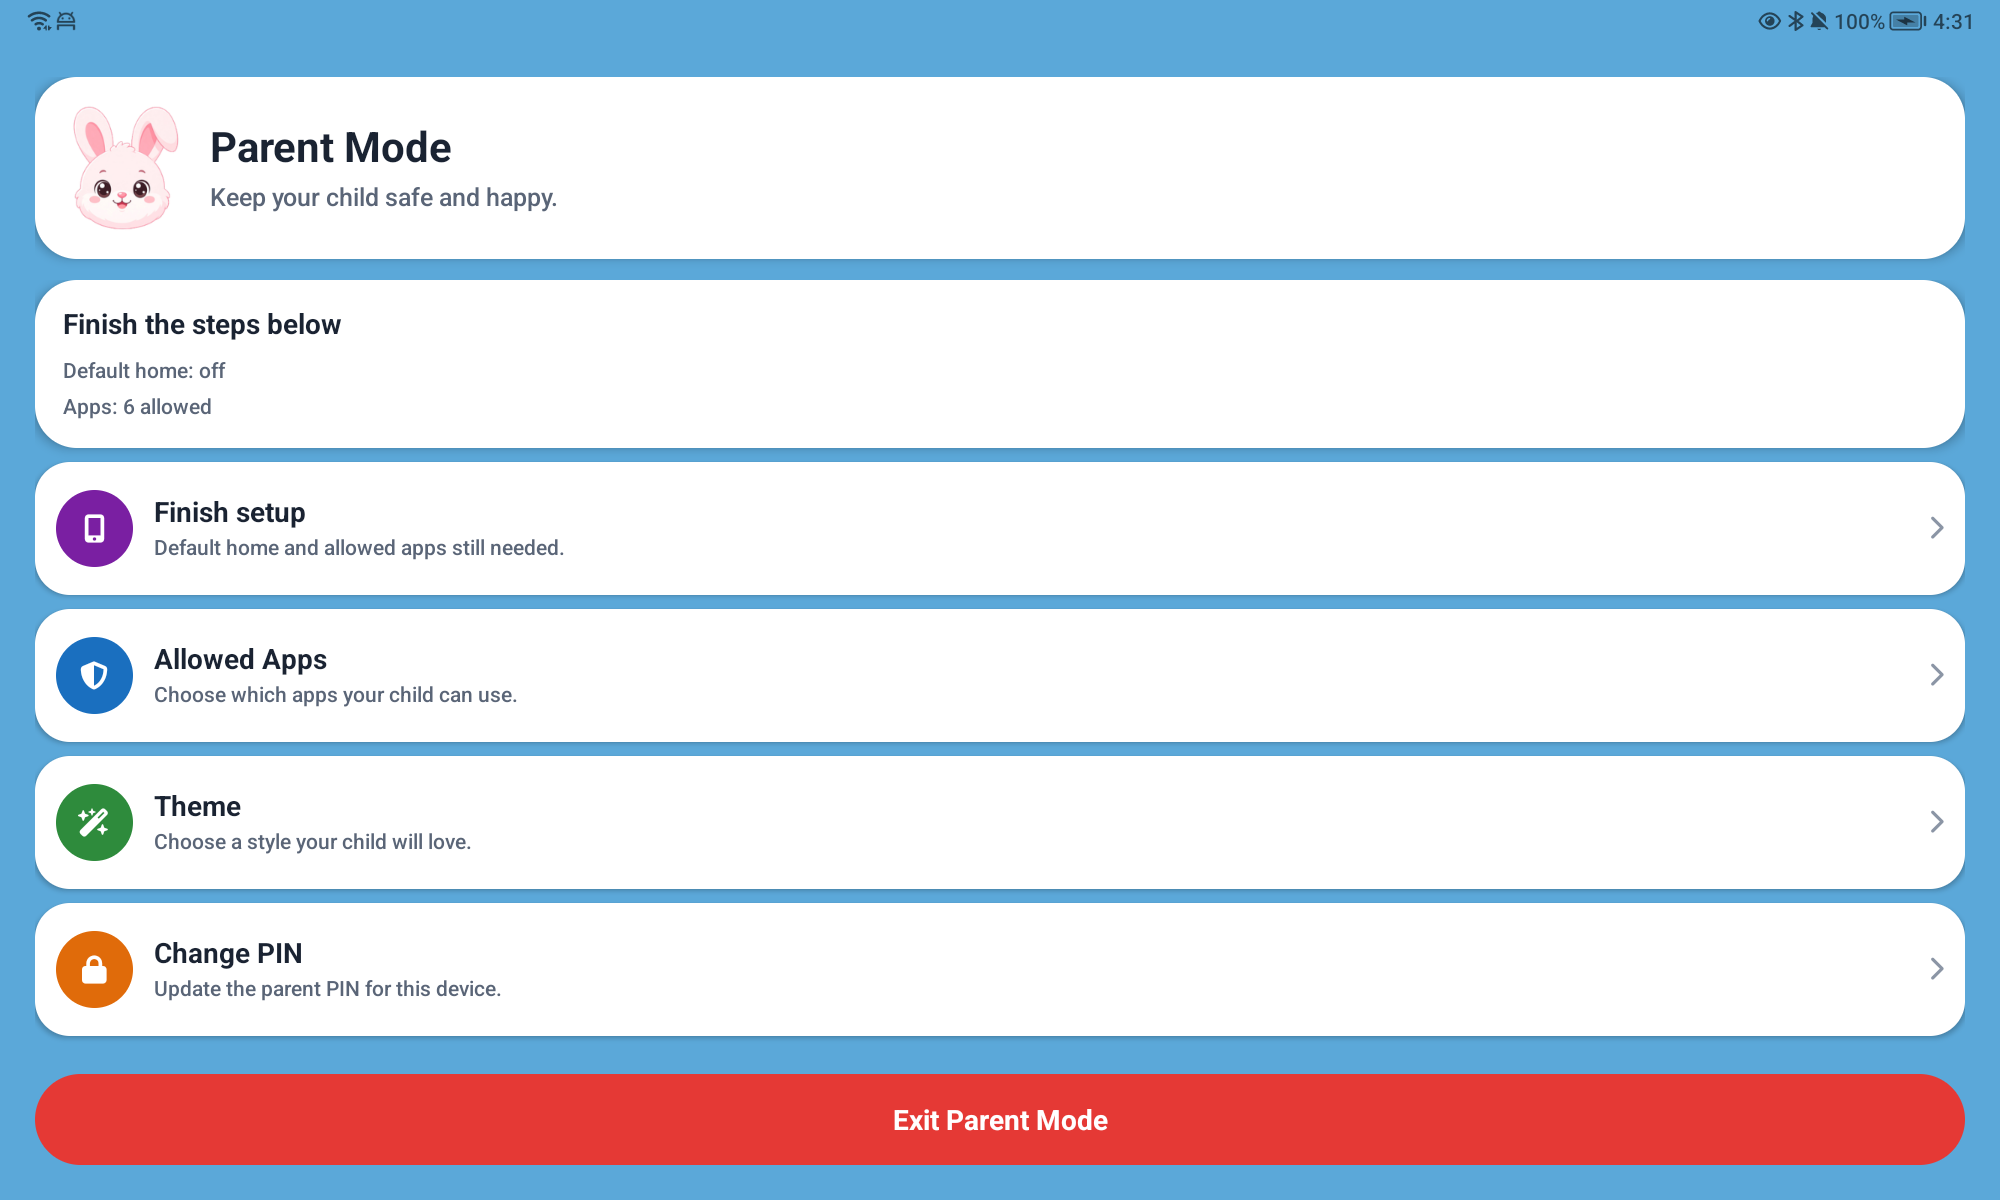 100% 4:31
Parent Mode
Keep your child safe and happy.
Finish the steps below
Default home: off
Apps: 6 allowed
Finish setup
Default home and allowed apps still needed.
Allowed Apps
Choose which apps your child can use.
Theme
Choose a style your child will love.
Change PIN
Update the parent PIN for this device.
Exit Parent Mode